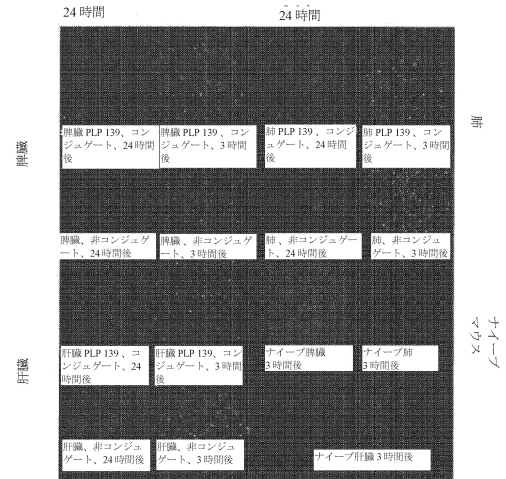 24 時間
24 時間
脾臓
肺
脾臓 PLP 139 、コン
ジュゲート、24 時間
後
脾臓 PLP 139 、コン
ジュゲート、3 時間
後
肺 PLP 139 、コンジ
ュゲート、24 時間
後
肺 PLP 139 、コン
ジュゲート、3 時間
後
脾臓、非コンジュゲ
ート、24時間後
脾臓、非コンジュゲ
ート、3 時間後
肺 、非コンジュゲー
ト、24時間後
肺、非コンジュ
ゲート、3時間後
肝臓
ナイーブ
マウス
肝臓 PLP 139 、コ
ンジュゲート、24
時間後
肝臓 PLP 139、コン
ジュゲート、3 時間
後
ナイーブ脾臓
3 時間後
ナイーブ肺
3 時間後
肝臓、非コンジュ
ゲート、24時間後
肝臓、非コンジュ
ゲート、3 時間後
ナイーブ肝臓 3 時間後